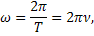 ω = 2π/T = 2πν,